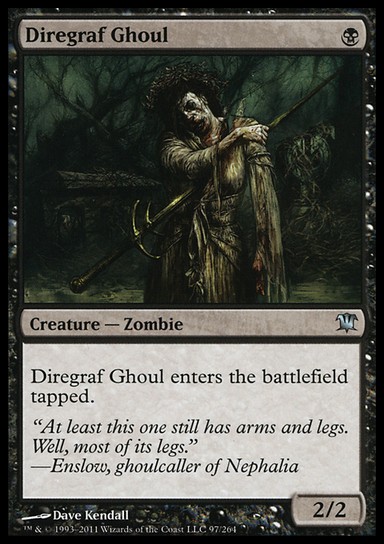 Diregraf Ghoul
Creature — Zombie
Diregraf Ghoul enters the battlefield
tapped.
“At least this one still has arms and legs.
Well, most of its legs.”
—Enslow, ghoulcaller of Nephalia
2/2
Dave Kendall
™ & © 1993–2011 Wizards of the Coast LLC 97/264